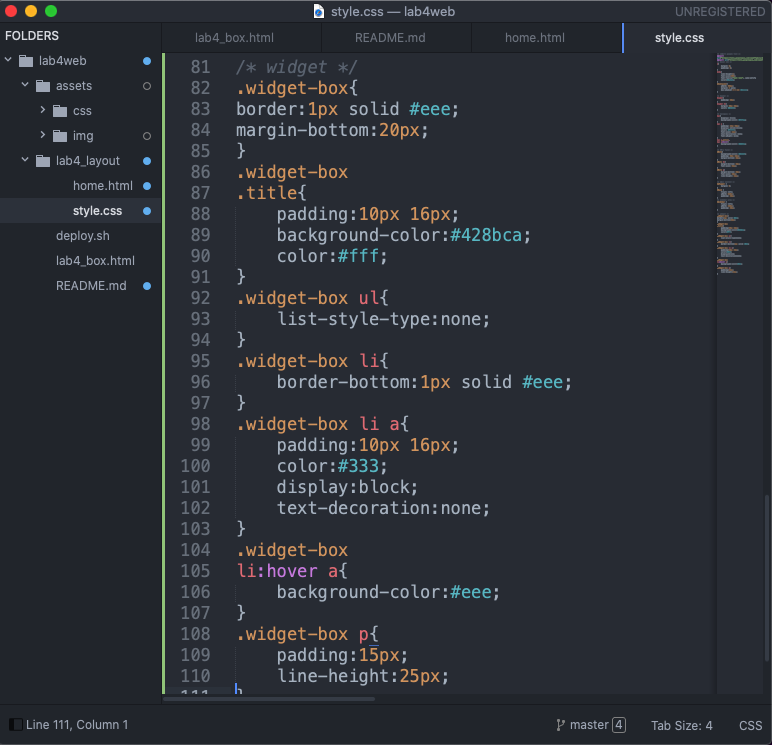 style.css — lab4web
UNREGISTERED
FOLDERS
lab4web
assets
css
img
lab4_layout
home.html
style.css
deploy.sh
lab4_box.html
README.md
lab4_box.html
README.md
home.html
style.css
81 /* widget */
82 .widget-box{
83 border:1px solid #eee;
84 margin-bottom:20px;
85 }
86 .widget-box
87 .title{
88 padding:10px 16px;
89 background-color:#428bca;
90 color:#fff;
91 }
92 .widget-box ul{
93 list-style-type:none;
94 }
95 .widget-box li{
96 border-bottom:1px solid #eee;
97 }
98 .widget-box li a{
99 padding:10px 16px;
100 color:#333;
101 display:block;
102 text-decoration:none;
103 }
104 .widget-box
105 li:hover a{
106 background-color:#eee;
107 }
108 .widget-box p{
109 padding:15px;
110 line-height:25px;
111 }
Line 111, Column 1
master 4
Tab Size: 4
CSS